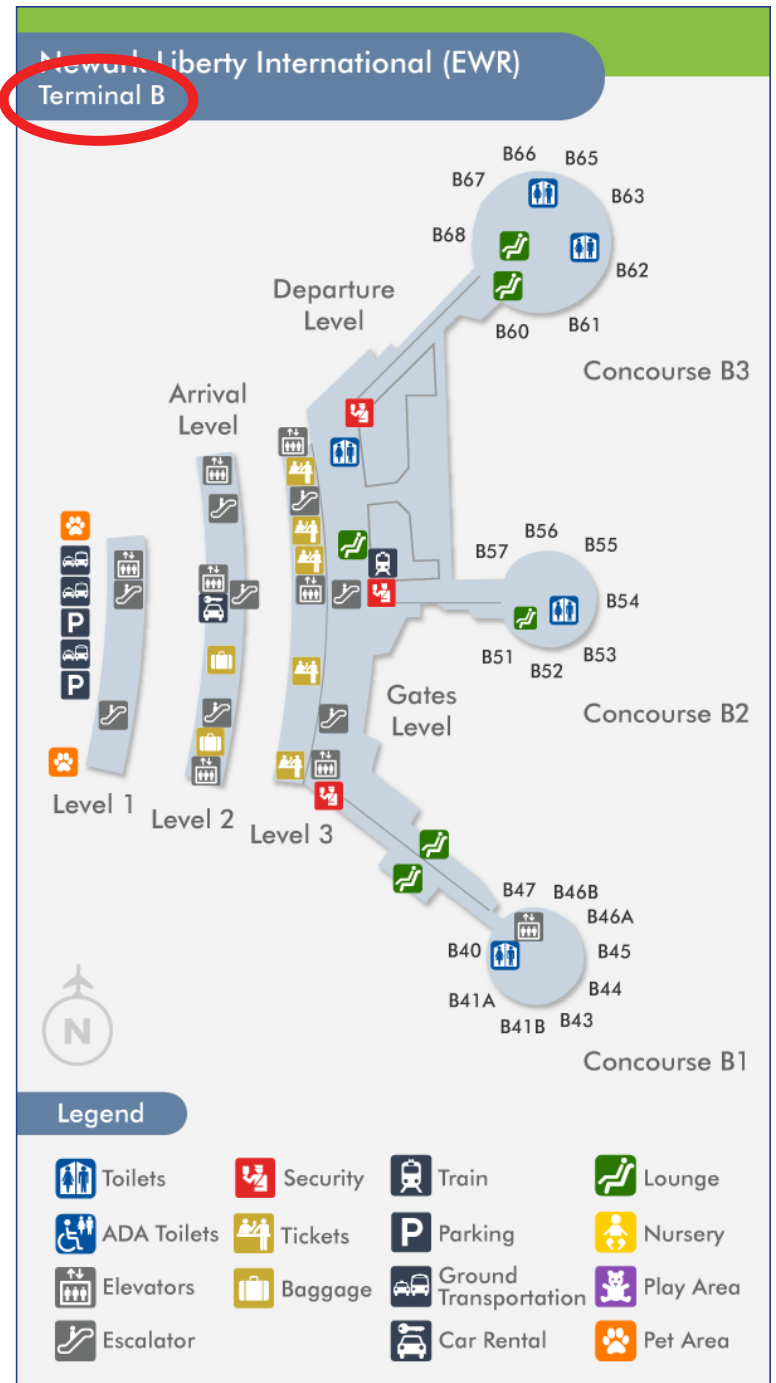 Newark Liberty International (EWR)
Terminal B
B66
B65
B67
B63
B68
B62
B60
B61
Departure
Level
Concourse B3
Arrival
Level
B56
B57
B55
B54
B51
B52
B53
P
P
Gates
Level
Concourse B2
Level 1
Level 2
Level 3
B47
B46B
B46A
B40
B45
B44
B41A
B41B
B43
N
Concourse B1
Legend
Toilets
Security
Train
Lounge
ADA Toilets
Tickets
P
Parking
Nursery
Elevators
Baggage
Ground
Transportation
Play Area
Escalator
Car Rental
Pet Area